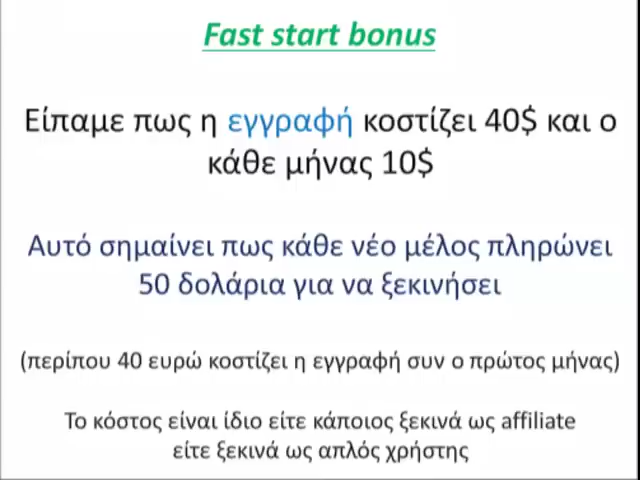 Fast start bonus
Είπαμε πως η εγγραφή κοστίζει 40$ και ο
κάθε μήνας 10$
Αυτό σημαίνει πως κάθε νέο μέλος πληρώνει
50 δολάρια για να ξεκινήσει
(περίπου 40 ευρώ κοστίζει η εγγραφή συν ο πρώτος μήνας)
Το κόστος είναι ίδιο είτε κάποιος ξεκινά ως affiliate
είτε ξεκινά ως απλός χρήστης